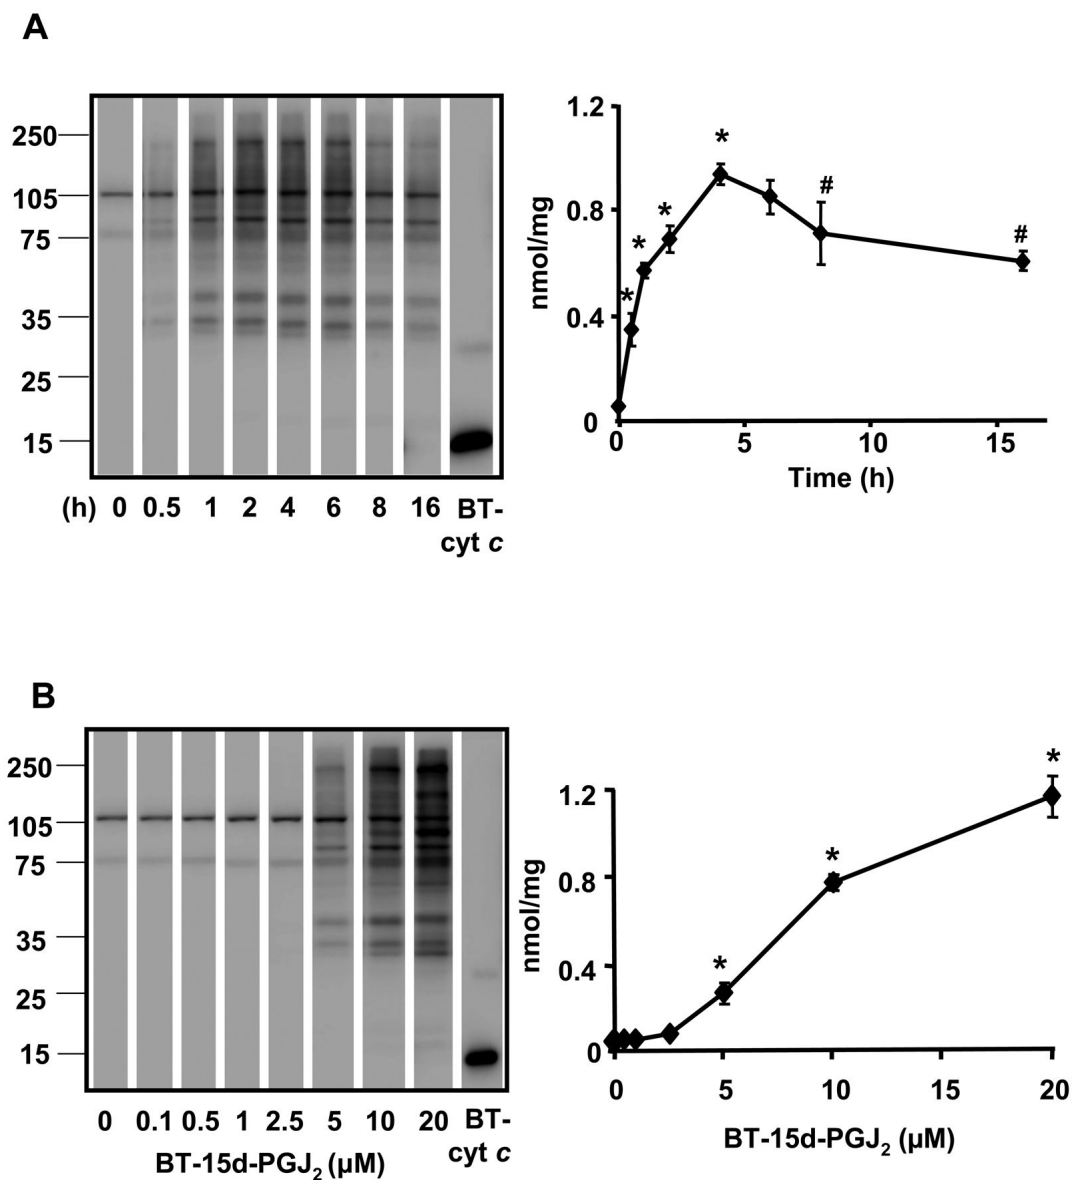 A
250
105
75
35
25
15
(h) 0 0.5 1 2 4 6 8 16 BT-
cyt c
1.2
0.8
0.4
0
nmol/mg
* * * * * # #
0 5 10 15
Time (h)
B
250
105
75
35
25
15
0 0.1 0.5 1 2.5 5 10 20 BT-
cyt c
BT-15d-PGJ2 (µM)
1.2
0.8
0.4
0
nmol/mg
* * *
0 5 10 15 20
BT-15d-PGJ2 (µM)